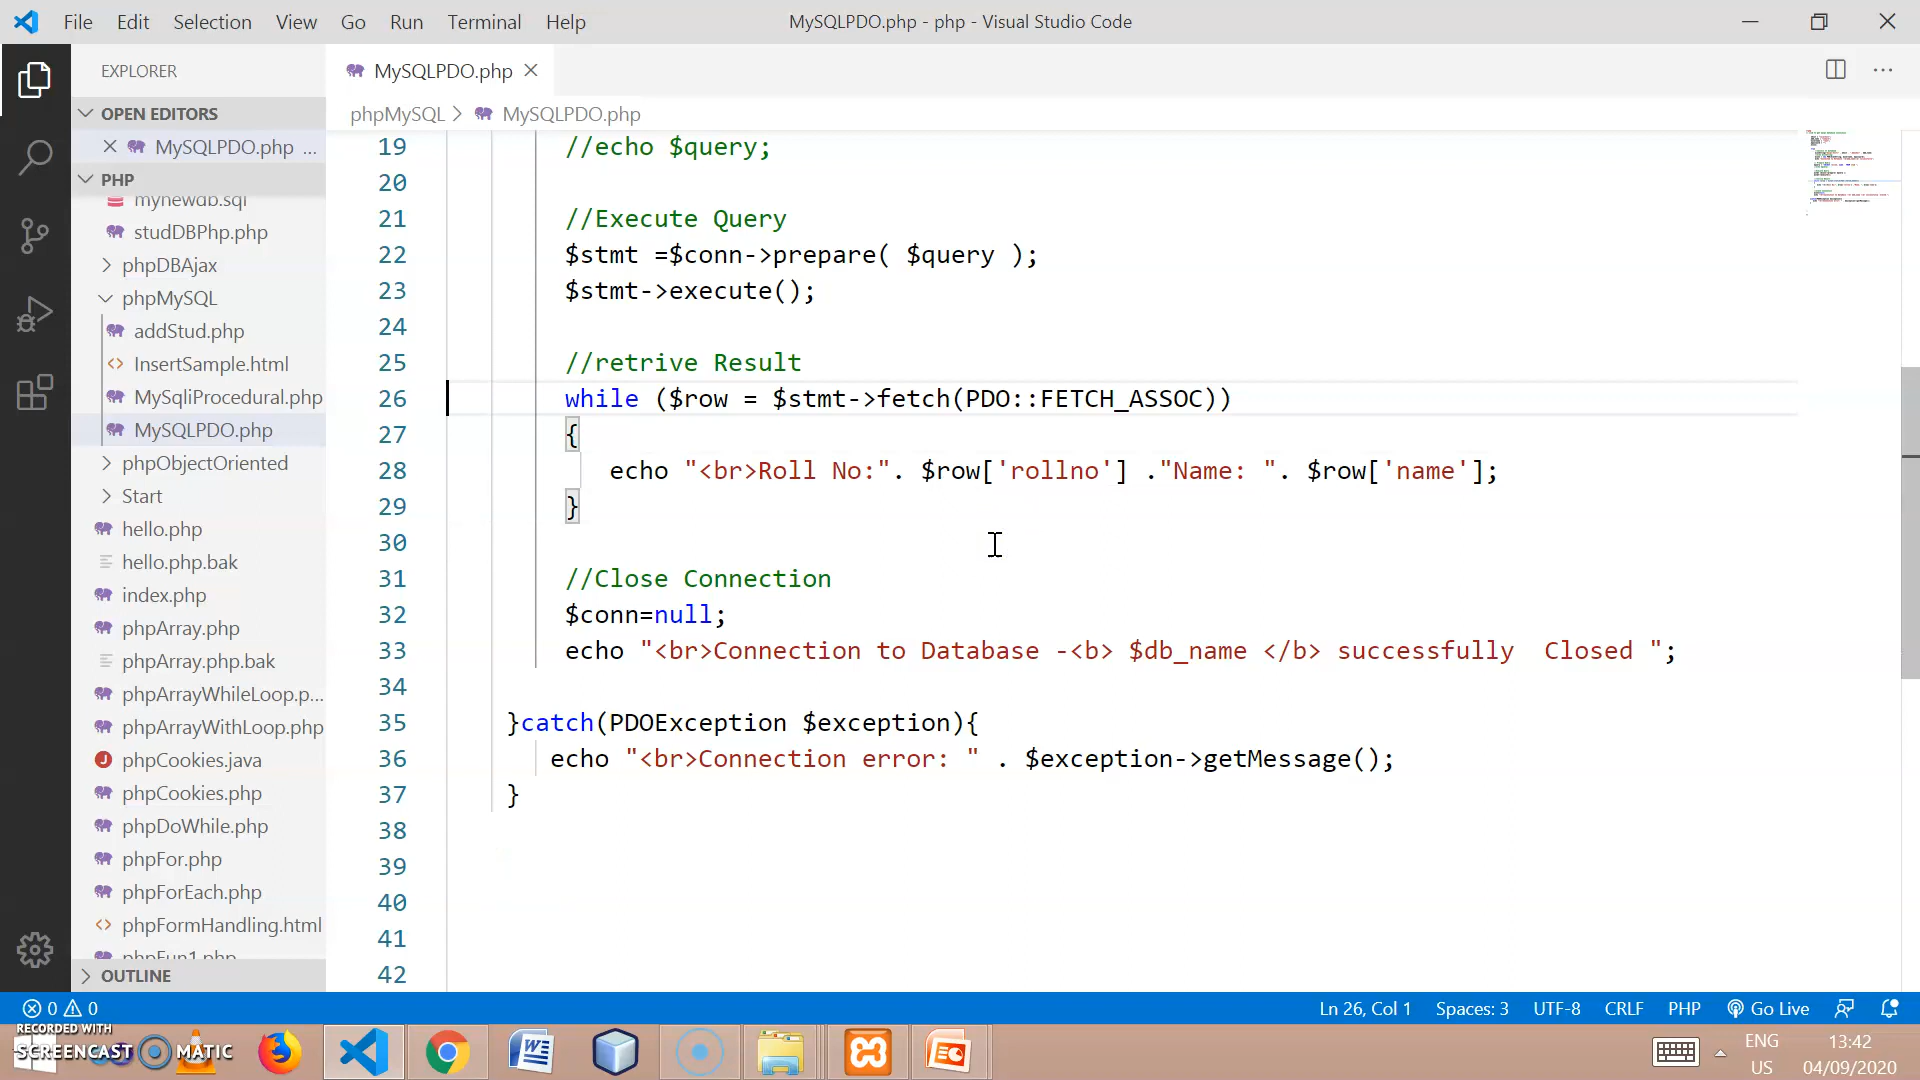 File Edit Selection View Go Run Terminal Help MySQLPDO.php - php - Visual Studio Code
EXPLORER
OPEN EDITORS
MySQLPDO.php ...
PHP
mynewdb.sql
studDBPhp.php
phpDBAjax
phpMySQL
addStud.php
InsertSample.html
MySqliProcedural.php
MySQLPDO.php
phpObjectOriented
Start
hello.php
hello.php.bak
index.php
phpArray.php
phpArray.php.bak
phpArrayWhileLoop.p...
phpArrayWithLoop.php
phpCookies.java
phpCookies.php
phpDoWhile.php
phpFor.php
phpForEach.php
phpFormHandling.html
phpFun1.php
OUTLINE
MySQLPDO.php
phpMySQL > MySQLPDO.php
19 //echo $query;
20
21 //Execute Query
22 $stmt =$conn->prepare( $query );
23 $stmt->execute();
24
25 //retrive Result
26 while ($row = $stmt->fetch(PDO::FETCH_ASSOC))
27 {
28 echo "<br>Roll No:". $row['rollno'] ."Name: ". $row['name'];
29 }
30
31 //Close Connection
32 $conn=null;
33 echo "<br>Connection to Database -<b> $db_name </b> successfully  Closed ";
34
35 }catch(PDOException $exception){
36 echo "<br>Connection error: " . $exception->getMessage();
37 }
38
39
40
41
42
0 0 Ln 26, Col 1 Spaces: 3 UTF-8 CRLF PHP Go Live
RECORDED WITH
SCREENCAST MATIC
ENG
US
13:42
04/09/2020